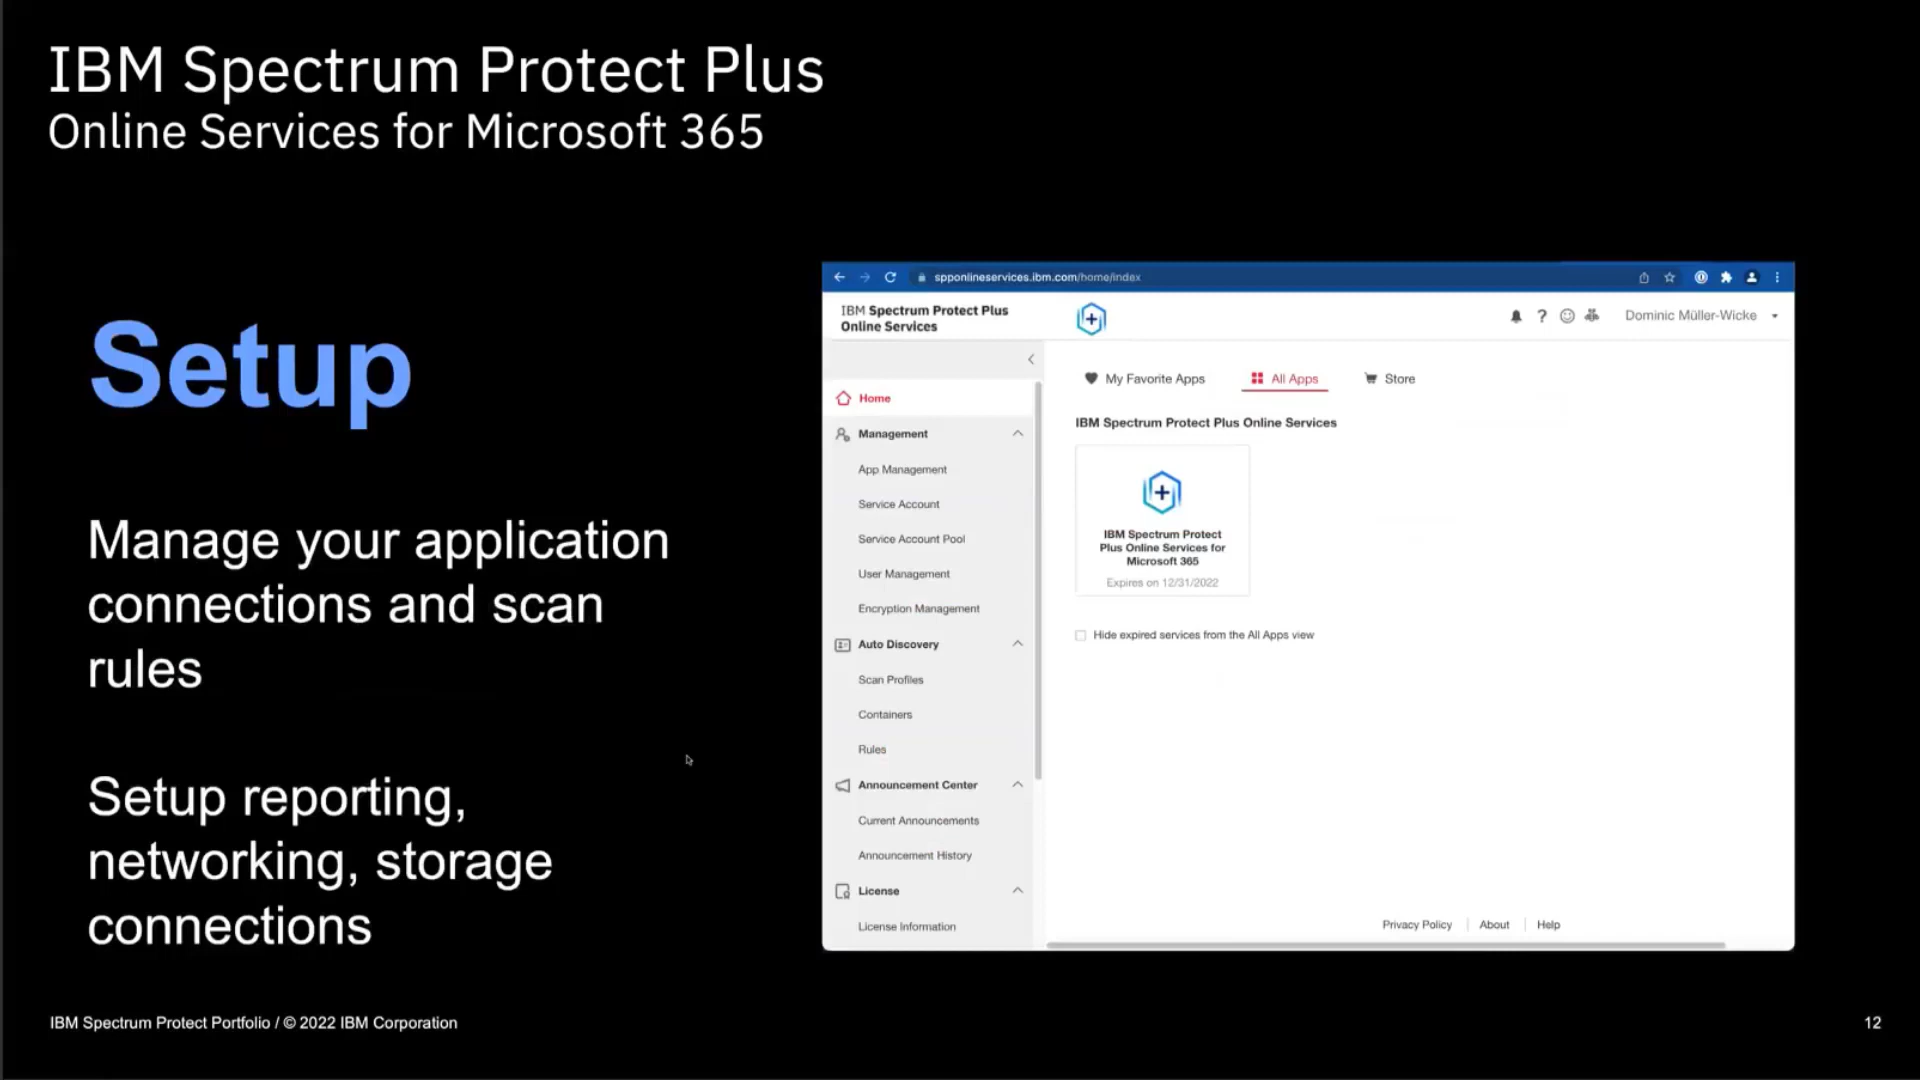 IBM Spectrum Protect Plus
Online Services for Microsoft 365
Setup
Manage your application
connections and scan
rules
Setup reporting,
networking, storage
connections
spponlineservices.ibm.com/home/index
IBM Spectrum Protect Plus
Online Services
Dominic Müller-Wicke
Home
Management
App Management
Service Account
Service Account Pool
User Management
Encryption Management
Auto Discovery
Scan Profiles
Containers
Rules
Announcement Center
Current Announcements
Announcement History
License
License Information
My Favorite Apps
All Apps
Store
IBM Spectrum Protect Plus Online Services
IBM Spectrum Protect
Plus Online Services for
Microsoft 365
Expires on 12/31/2022
Hide expired services from the All Apps view
Privacy Policy
About
Help
IBM Spectrum Protect Portfolio / © 2022 IBM Corporation
12